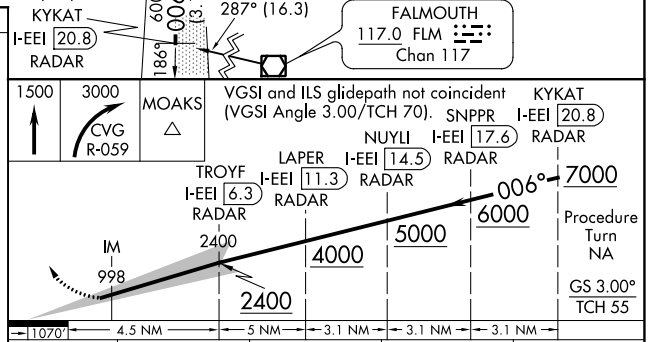 KYKAT
I-EEI 20.8
RADAR
600
006
(3.
186°
287° (16.3)
FALMOUTH
117.0 FLM
Chan 117
1500
3000
CVG
R-059
MOAKS
VGSI and ILS glidepath not coincident
(VGSI Angle 3.00/TCH 70).
KYKAT
I-EEI 20.8
RADAR
SNPPR
I-EEI 17.6
RADAR
NUYLI
I-EEI 14.5
RADAR
LAPER
I-EEI 11.3
RADAR
TROYF
I-EEI 6.3
RADAR
006°
7000
6000
5000
4000
2400
2400
IM
998
Procedure
Turn
NA
GS 3.00°
TCH 55
1070'
4.5 NM
5 NM
3.1 NM
3.1 NM
3.1 NM